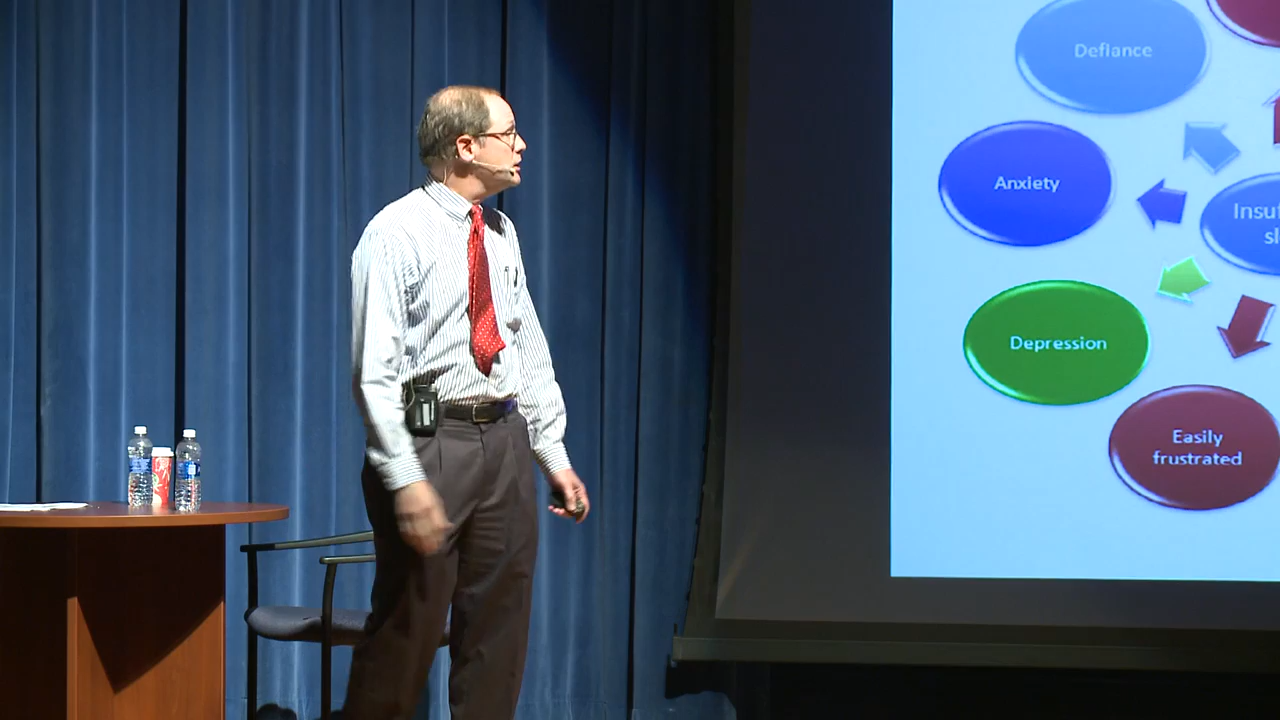 Defiance
Anxiety
Depression
Easily
frustrated